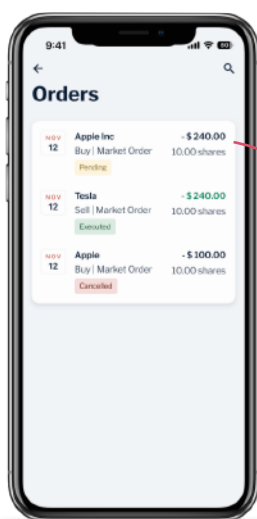 9:41
Orders
NOV
12
Apple Inc
- $240.00
Buy | Market Order
10.00 shares
Pending
NOV
12
Tesla
- $240.00
Sell | Market Order
10.00 shares
Executed
NOV
12
Apple
- $100.00
Buy | Market Order
10.00 shares
Cancelled